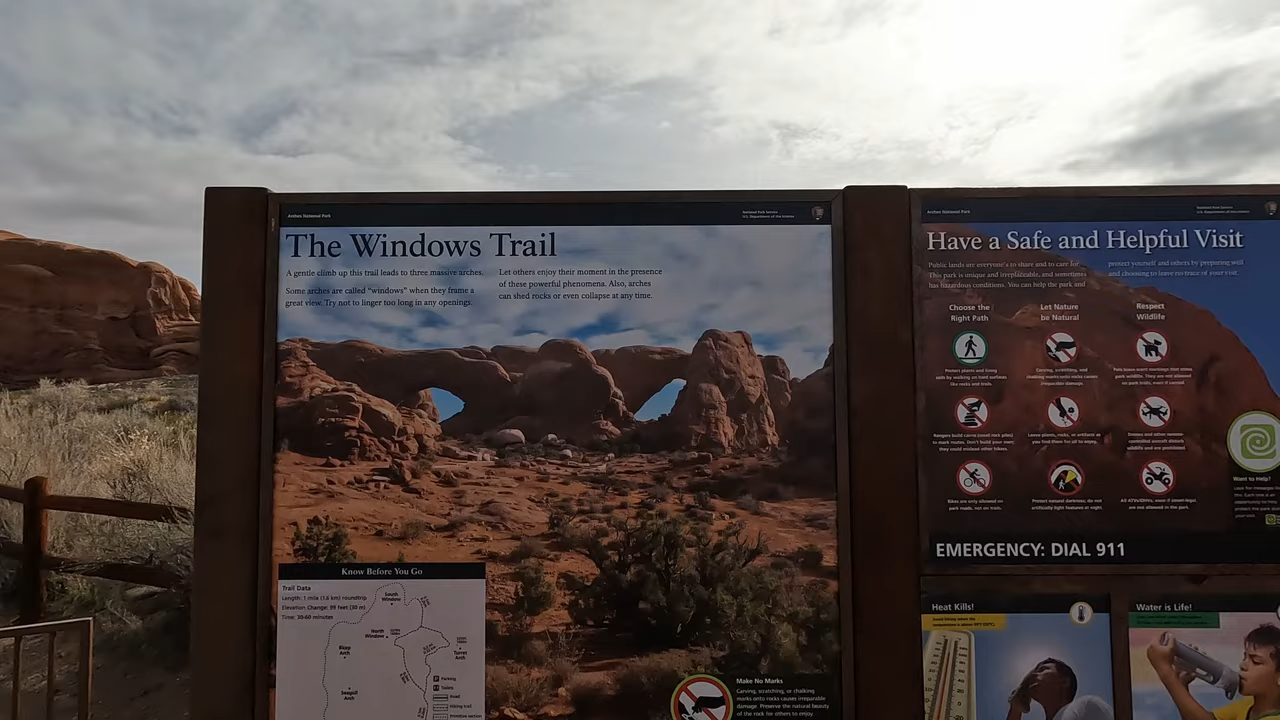 Arches National Park
National Park Service
U.S. Department of the Interior
The Windows Trail
A gentle climb up this trail leads to three massive arches.
Some arches are called “windows” when they frame a
great view. Try not to linger too long in any openings.
Let others enjoy their moment in the presence
of these powerful phenomena. Also, arches
can shed rocks or even collapse at any time.
Know Before You Go
Trail Data
Length: 1 mile (1.6 km) roundtrip
Elevation Change: 99 feet (30 m)
Time: 30-60 minutes
South
Window
North
Window
Turret
Arch
Biceps
Arch
Seagull
Arch
Parking
Toilets
Road
Hiking trail
Primitive section
Make No Marks
Carving, scratching, or chalking
marks onto rocks causes irreparable
damage. Preserve the natural beauty
of the rock for others to enjoy.
Arches National Park
National Park Service
U.S. Department of the Interior
Have a Safe and Helpful Visit
Public lands are everyone's to share and to care for.
This park is unique and irreplaceable, and sometimes
has hazardous conditions. You can help the park and
protect yourself and others by preparing well
and choosing to leave no trace of your visit.
Choose the
Right Path
Let Nature
be Natural
Respect
Wildlife
Protect plants and living
soils by walking on hard surfaces
like rocks and trails.
Carving, scratching, and
chalking marks onto rocks causes
irreparable damage.
Pets leave scent markings that stress
park wildlife. They are not allowed
on park trails, even if carried.
Rangers build cairns (small rock piles)
to mark routes. Don't build your own;
they could mislead other hikers.
Leave plants, rocks, or artifacts as
you find them for all to enjoy.
Drones and other remote-
controlled aircraft disturb
wildlife and are prohibited.
Bikes are only allowed on
park roads, not on trails.
Protect natural darkness; do not
artificially light features at night.
All ATVs/OHVs, even if street-legal,
are not allowed in the park.
Want to Help?
EMERGENCY: DIAL 911
Heat Kills!
Water is Life!